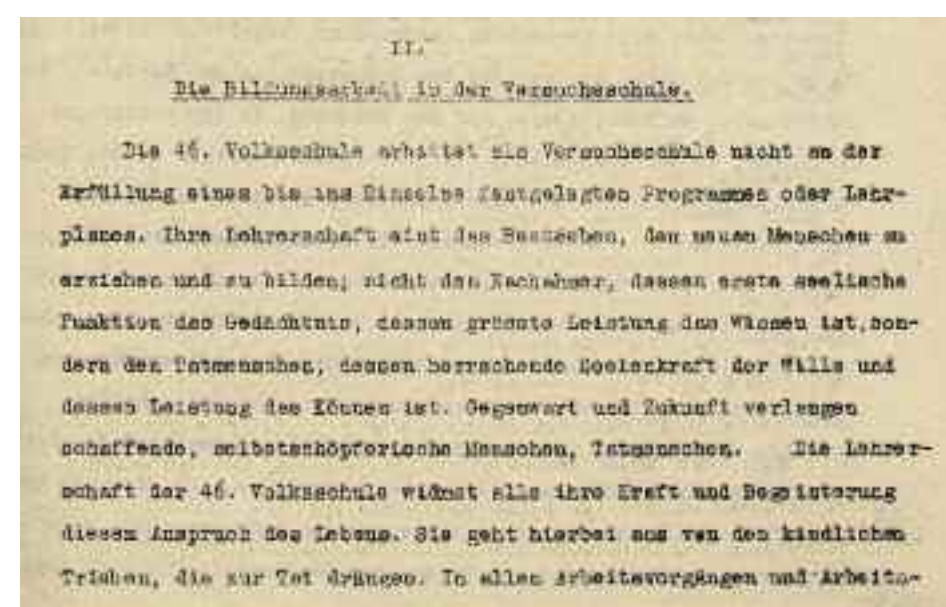 II.
Die Bildungsarbeit in der Versuchsschule.
Die 46. Volksschule arbeitet als Versuchsschule nicht an der
Erfüllung eines bis ins Einzelne festgelegten Programmes oder Lehr-
planes. Ihre Lehrerschaft eint das Bestreben, den neuen Menschen zu
erziehen und zu bilden; nicht den Nachahmer, dessen erste seelische
Funktion das Gedächtnis, dessen grösste Leistung das Wissen ist, son-
dern den Tatmenschen, dessen herrschende Seelenkraft der Wille und
dessen Leistung das Können ist. Gegenwart und Zukunft verlangen
schaffende, selbstschöpferische Menschen, Tatmenschen. Die Lehrer-
schaft der 46. Volksschule widmet alle ihre Kraft und Begeisterung
diesem Anspruch des Lebens. Sie geht hierbei aus von den kindlichen
Trieben, die zur Tat drängen. In allen Arbeitsvorgängen und Arbeits-